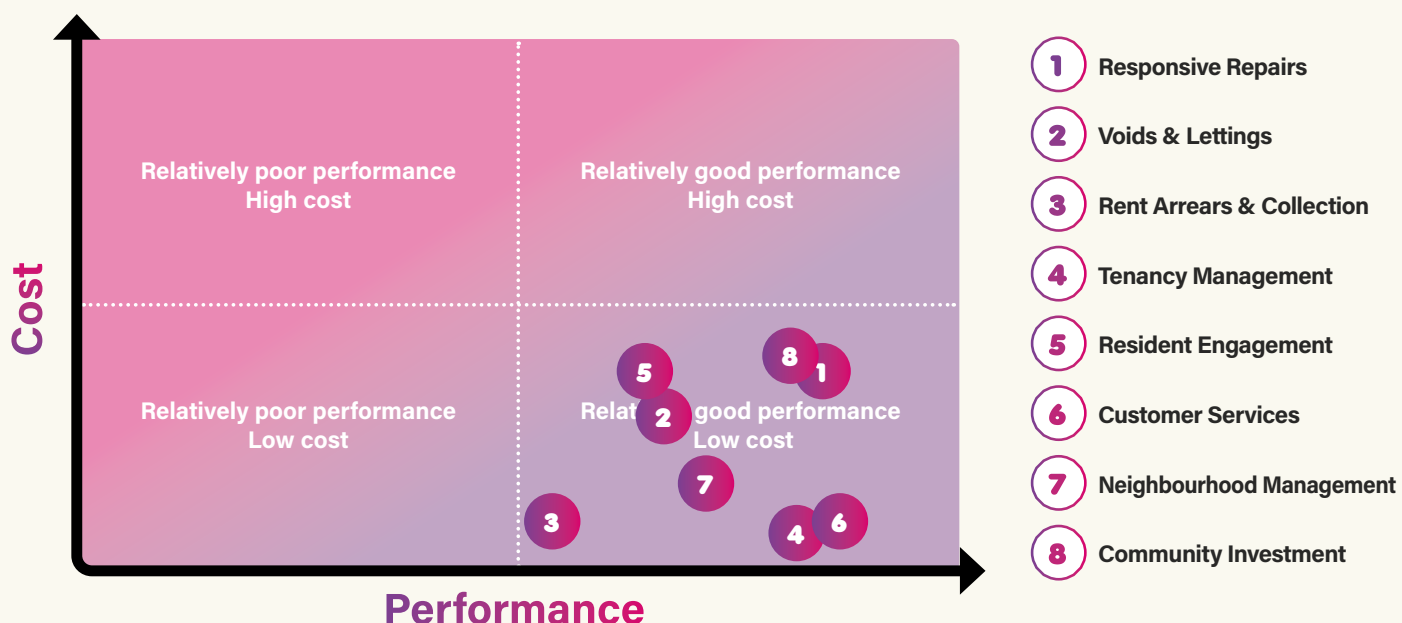 Cost
Relatively poor performance
High cost
Relatively good performance
High cost
Relatively poor performance
Low cost
8
1
5
Relat good performance
2
Low cost
7
3
4
6
Performance
1 Responsive Repairs
2 Voids & Lettings
3 Rent Arrears & Collection
4 Tenancy Management
5 Resident Engagement
6 Customer Services
7 Neighbourhood Management
8 Community Investment